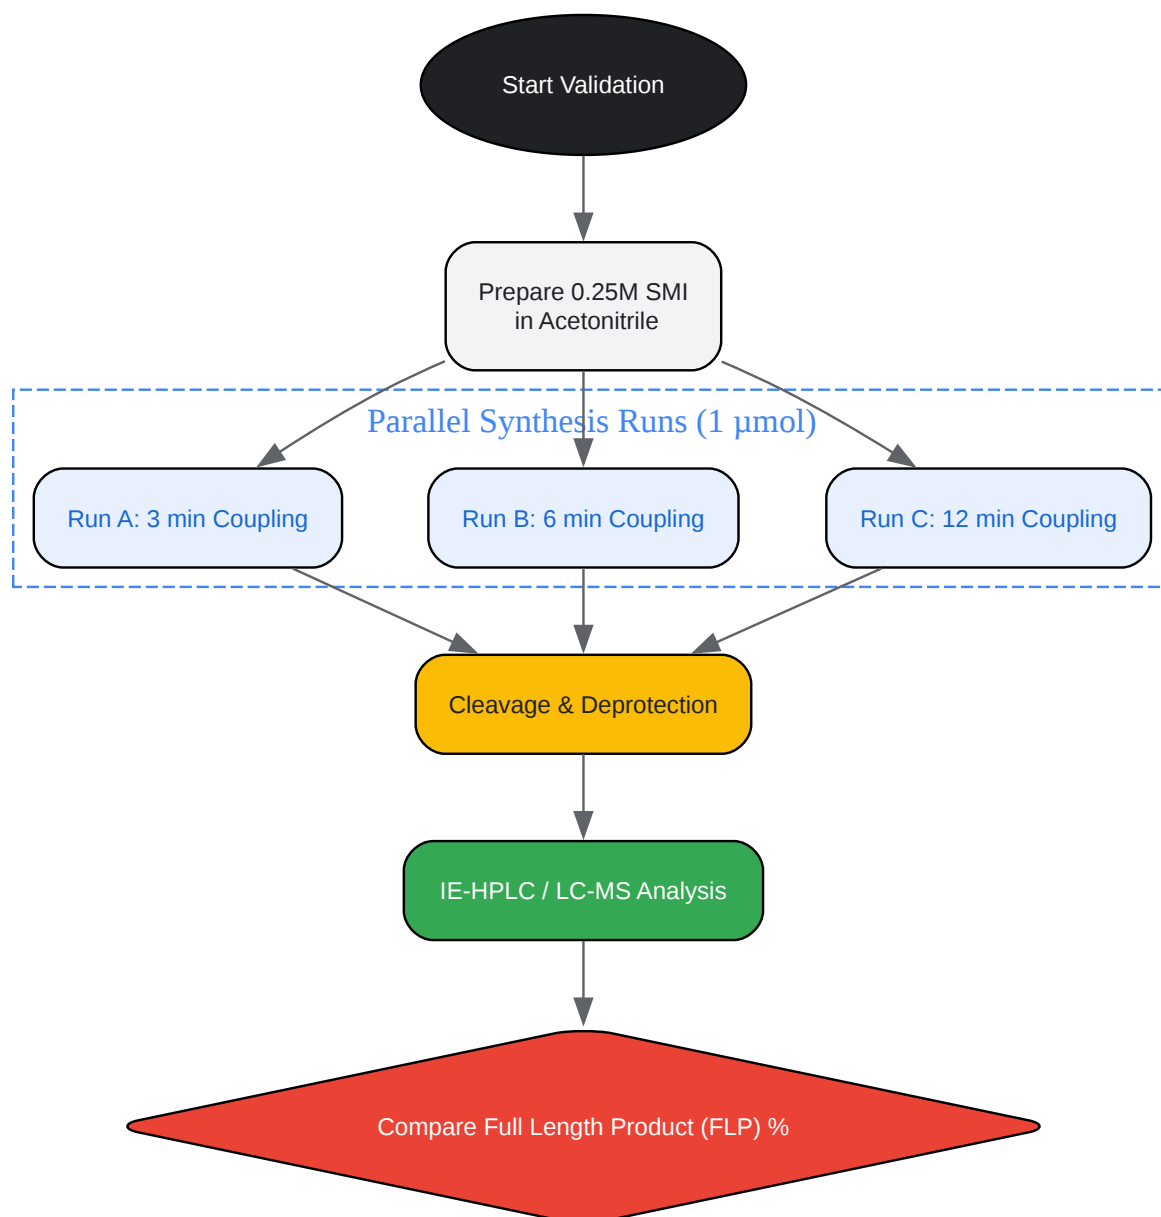 Start Validation
Prepare 0.25M SMI
in Acetonitrile
Parallel Synthesis Runs (1 µmol)
Run A: 3 min Coupling
Run B: 6 min Coupling
Run C: 12 min Coupling
Cleavage & Deprotection
IE-HPLC / LC-MS Analysis
Compare Full Length Product (FLP) %